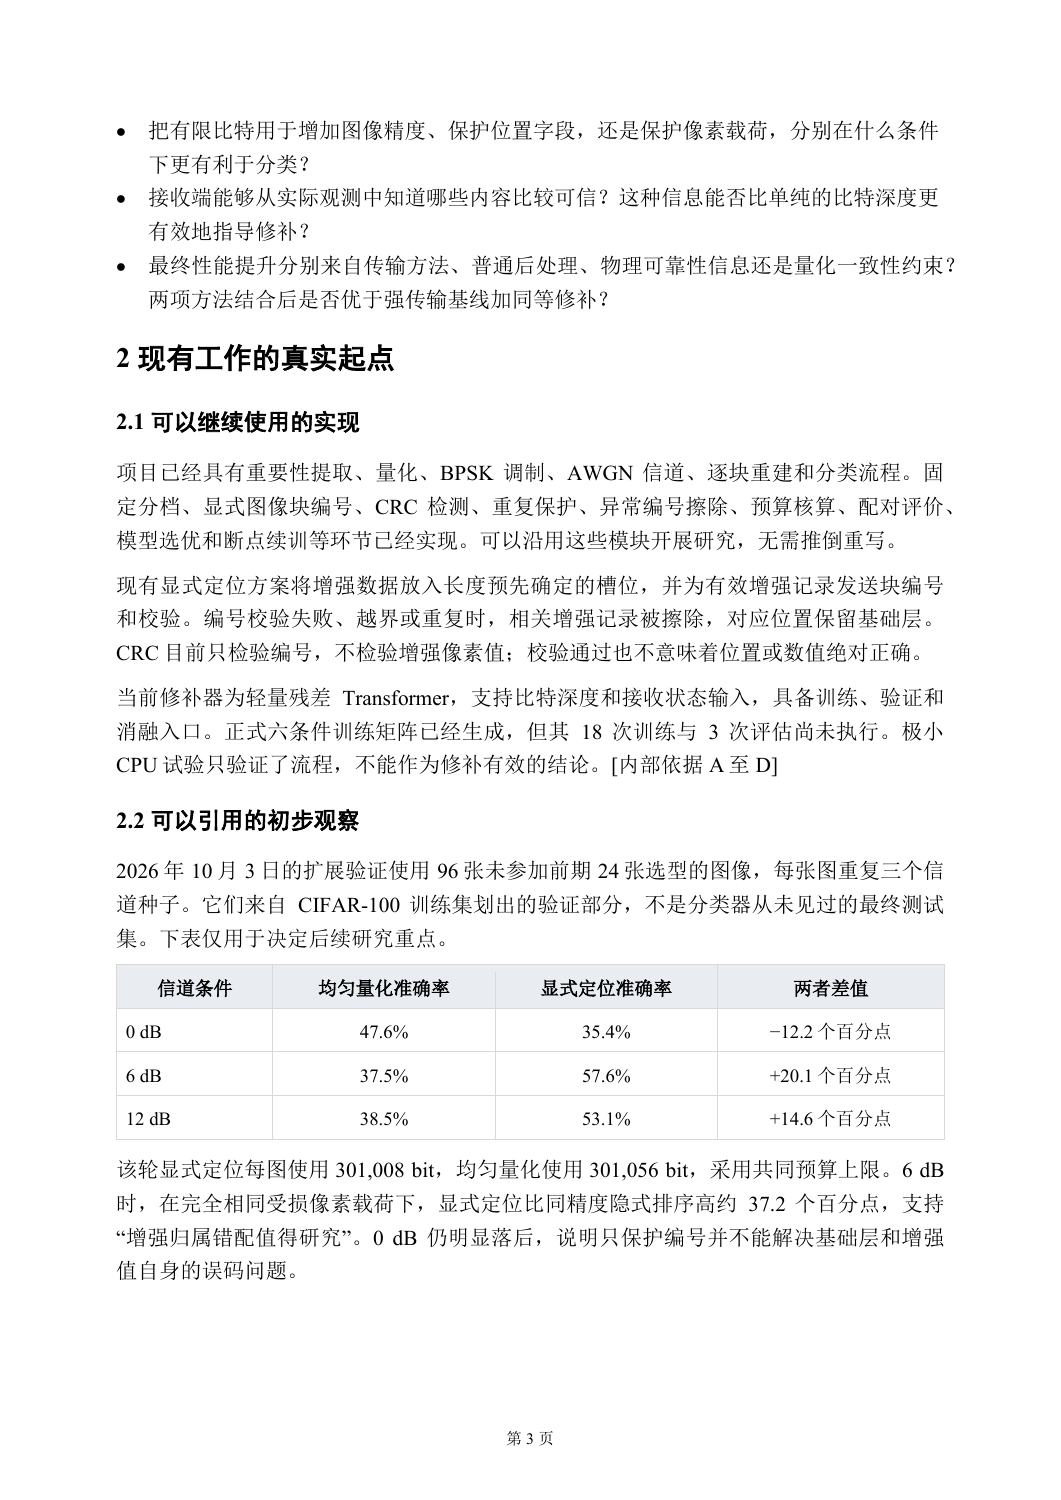 • 把有限比特用于增加图像精度、保护位置字段，还是保护像素载荷，分别在什么条件
下更有利于分类？
• 接收端能够从实际观测中知道哪些内容比较可信？这种信息能否比单纯的比特深度更
有效地指导修补？
• 最终性能提升分别来自传输方法、普通后处理、物理可靠性信息还是量化一致性约束？
两项方法结合后是否优于强传输基线加同等修补？
2 现有工作的真实起点
2.1 可以继续使用的实现
项目已经具有重要性提取、量化、BPSK 调制、AWGN 信道、逐块重建和分类流程。固
定分档、显式图像块编号、CRC 检测、重复保护、异常编号擦除、预算核算、配对评价、
模型选优和断点续训等环节已经实现。可以沿用这些模块开展研究，无需推倒重写。
现有显式定位方案将增强数据放入长度预先确定的槽位，并为有效增强记录发送块编号
和校验。编号校验失败、越界或重复时，相关增强记录被擦除，对应位置保留基础层。
CRC 目前只检验编号，不检验增强像素值；校验通过也不意味着位置或数值绝对正确。
当前修补器为轻量残差 Transformer，支持比特深度和接收状态输入，具备训练、验证和
消融入口。正式六条件训练矩阵已经生成，但其 18 次训练与 3 次评估尚未执行。极小
CPU 试验只验证了流程，不能作为修补有效的结论。[内部依据 A 至 D]
2.2 可以引用的初步观察
2026 年 10 月 3 日的扩展验证使用 96 张未参加前期 24 张选型的图像，每张图重复三个信
道种子。它们来自 CIFAR-100 训练集划出的验证部分，不是分类器从未见过的最终测试
集。下表仅用于决定后续研究重点。
信道条件 均匀量化准确率 显式定位准确率 两者差值
0 dB 47.6% 35.4% −12.2 个百分点
6 dB 37.5% 57.6% +20.1 个百分点
12 dB 38.5% 53.1% +14.6 个百分点
该轮显式定位每图使用 301,008 bit，均匀量化使用 301,056 bit，采用共同预算上限。6 dB
时，在完全相同受损像素载荷下，显式定位比同精度隐式排序高约 37.2 个百分点，支持
“增强归属错配值得研究”。0 dB 仍明显落后，说明只保护编号并不能解决基础层和增强
值自身的误码问题。
第 3 页